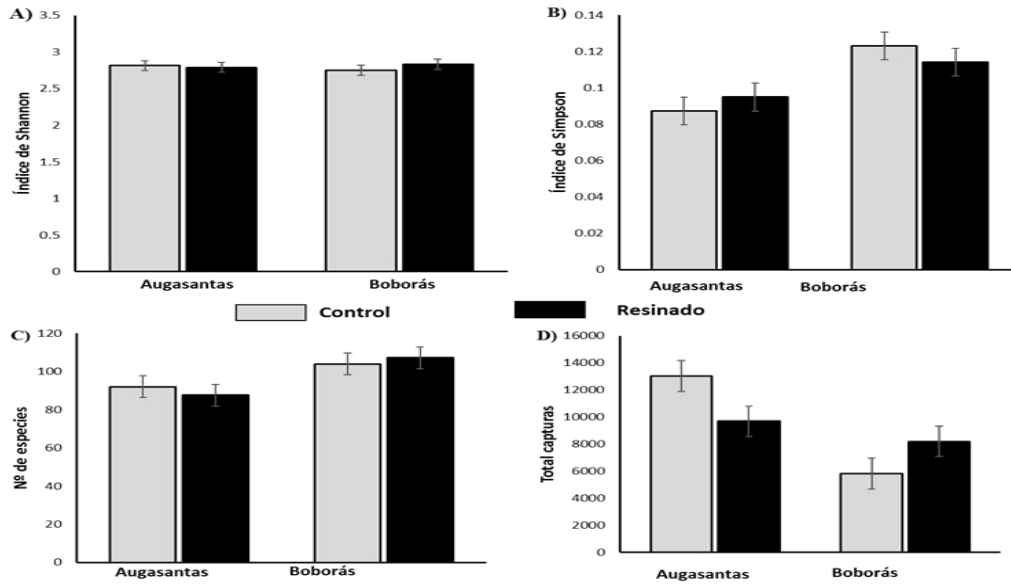 A)
Índice de Shannon
3.5
3
2.5
2
1.5
1
0.5
0
Augasantas
Boborás
B)
Índice de Simpson
0.14
0.12
0.1
0.08
0.06
0.04
0.02
0
Augasantas
Boborás
Control
Resinado
C)
Nº de especies
120
100
80
60
40
20
0
Augasantas
Boborás
D)
Total capturas
16000
14000
12000
10000
8000
6000
4000
2000
0
Augasantas
Boborás